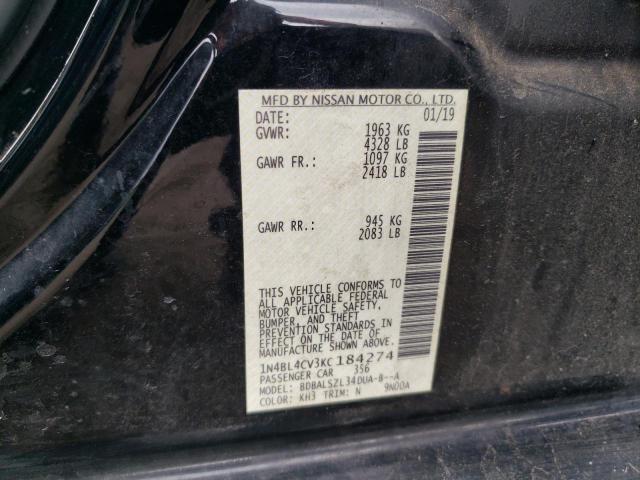 MFD BY NISSAN MOTOR CO., LTD.
DATE: 01/19
GVWR: 1963 KG
4328 LB
GAWR FR.: 1097 KG
2418 LB
GAWR RR.: 945 KG
2083 LB
THIS VEHICLE CONFORMS TO
ALL APPLICABLE FEDERAL
MOTOR VEHICLE SAFETY,
BUMPER, AND THEFT
PREVENTION STANDARDS IN
EFFECT ON THE DATE OF
MANUFACTURE SHOWN ABOVE.
1N4BL4CV3KC184274
PASSENGER CAR 356
MODEL: BDBALSZL34DUA-B--A
COLOR: KH3 TRIM: N 9N00A